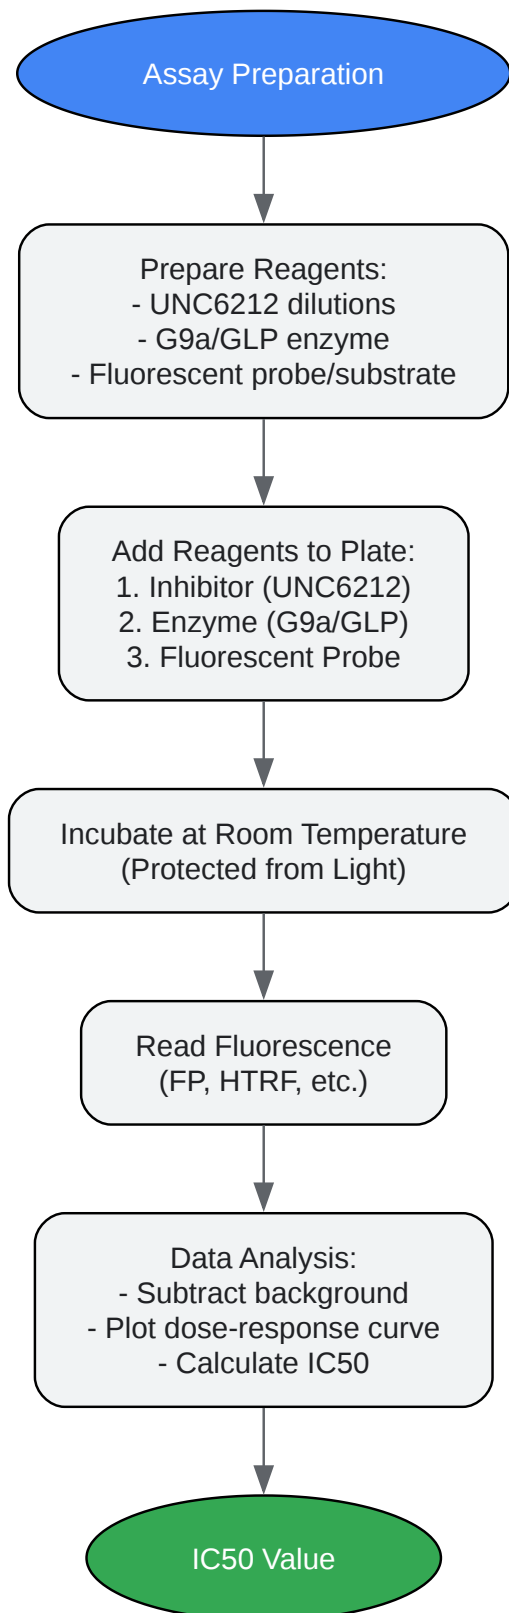 Assay Preparation
Prepare Reagents:
- UNC6212 dilutions
- G9a/GLP enzyme
- Fluorescent probe/substrate
Add Reagents to Plate:
1. Inhibitor (UNC6212)
2. Enzyme (G9a/GLP)
3. Fluorescent Probe
Incubate at Room Temperature
(Protected from Light)
Read Fluorescence
(FP, HTRF, etc.)
Data Analysis:
- Subtract background
- Plot dose-response curve
- Calculate IC50
IC50 Value